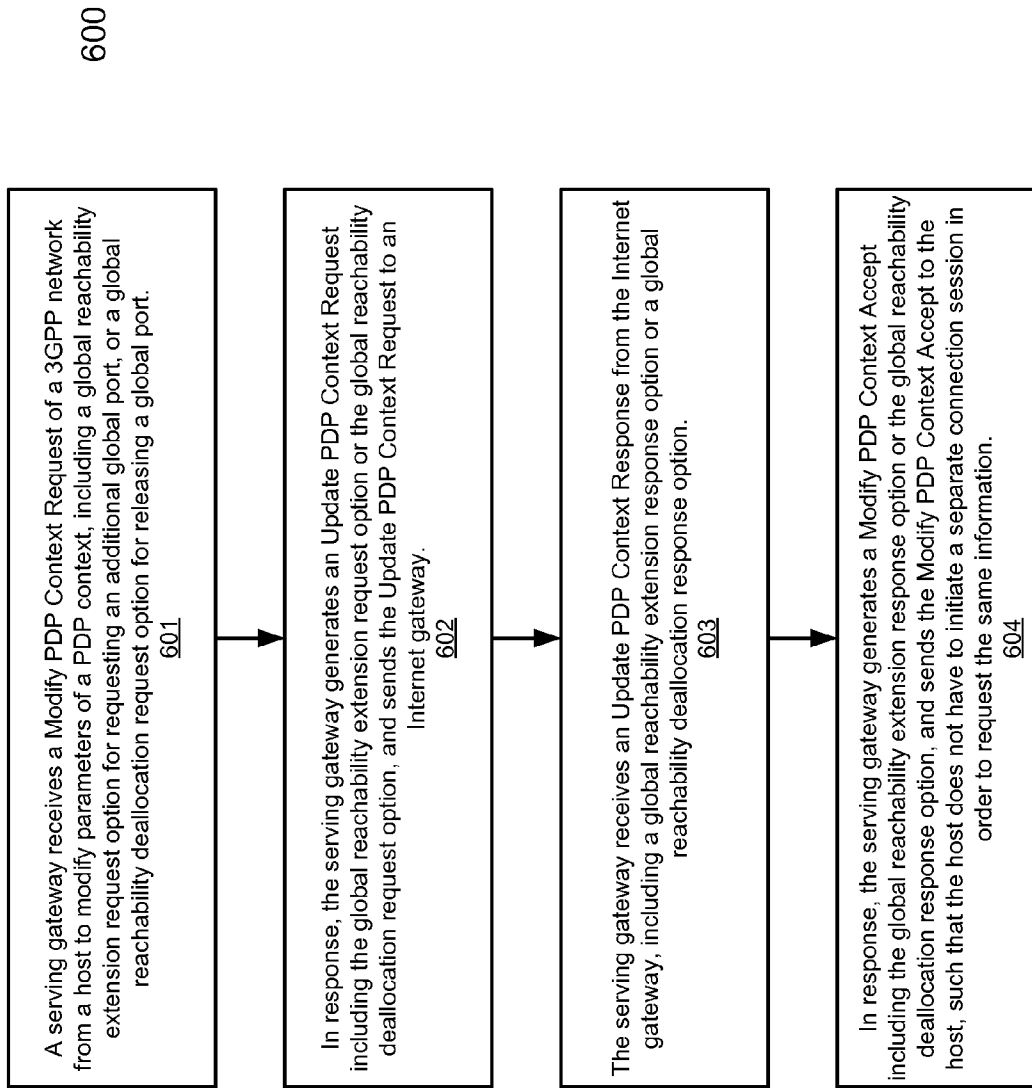 600
A serving gateway receives a Modify PDP Context Request of a 3GPP network
from a host to modify parameters of a PDP context, including a global reachability
extension request option for requesting an additional global port, or a global
reachability deallocation request option for releasing a global port.
601
In response, the serving gateway generates an Update PDP Context Request
including the global reachability extension request option or the global reachability
deallocation request option, and sends the Update PDP Context Request to an
Internet gateway.
602
The serving gateway receives an Update PDP Context Response from the Internet
gateway, including a global reachability extension response option or a global
reachability deallocation response option.
603
In response, the serving gateway generates a Modify PDP Context Accept
including the global reachability extension response option or the global reachability
deallocation response option, and sends the Modify PDP Context Accept to the
host, such that the host does not have to initiate a separate connection session in
order to request the same information.
604